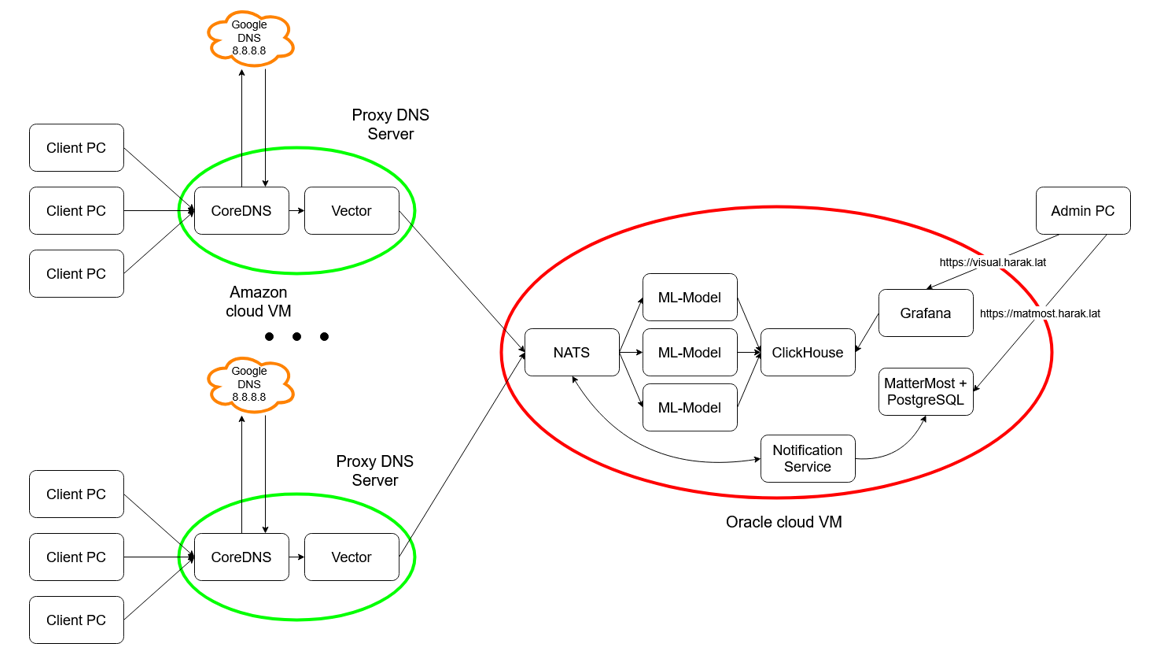 Google
DNS
8.8.8.8
Proxy DNS
Server
Client PC
Client PC
Client PC
CoreDNS
Vector
Amazon
cloud VM
Google
DNS
8.8.8.8
Proxy DNS
Server
Client PC
Client PC
Client PC
CoreDNS
Vector
NATS
ML-Model
ML-Model
ML-Model
ClickHouse
Grafana
MatterMost +
PostgreSQL
Notification
Service
Admin PC
https://visual.harak.lat
https://matmost.harak.lat
Oracle cloud VM